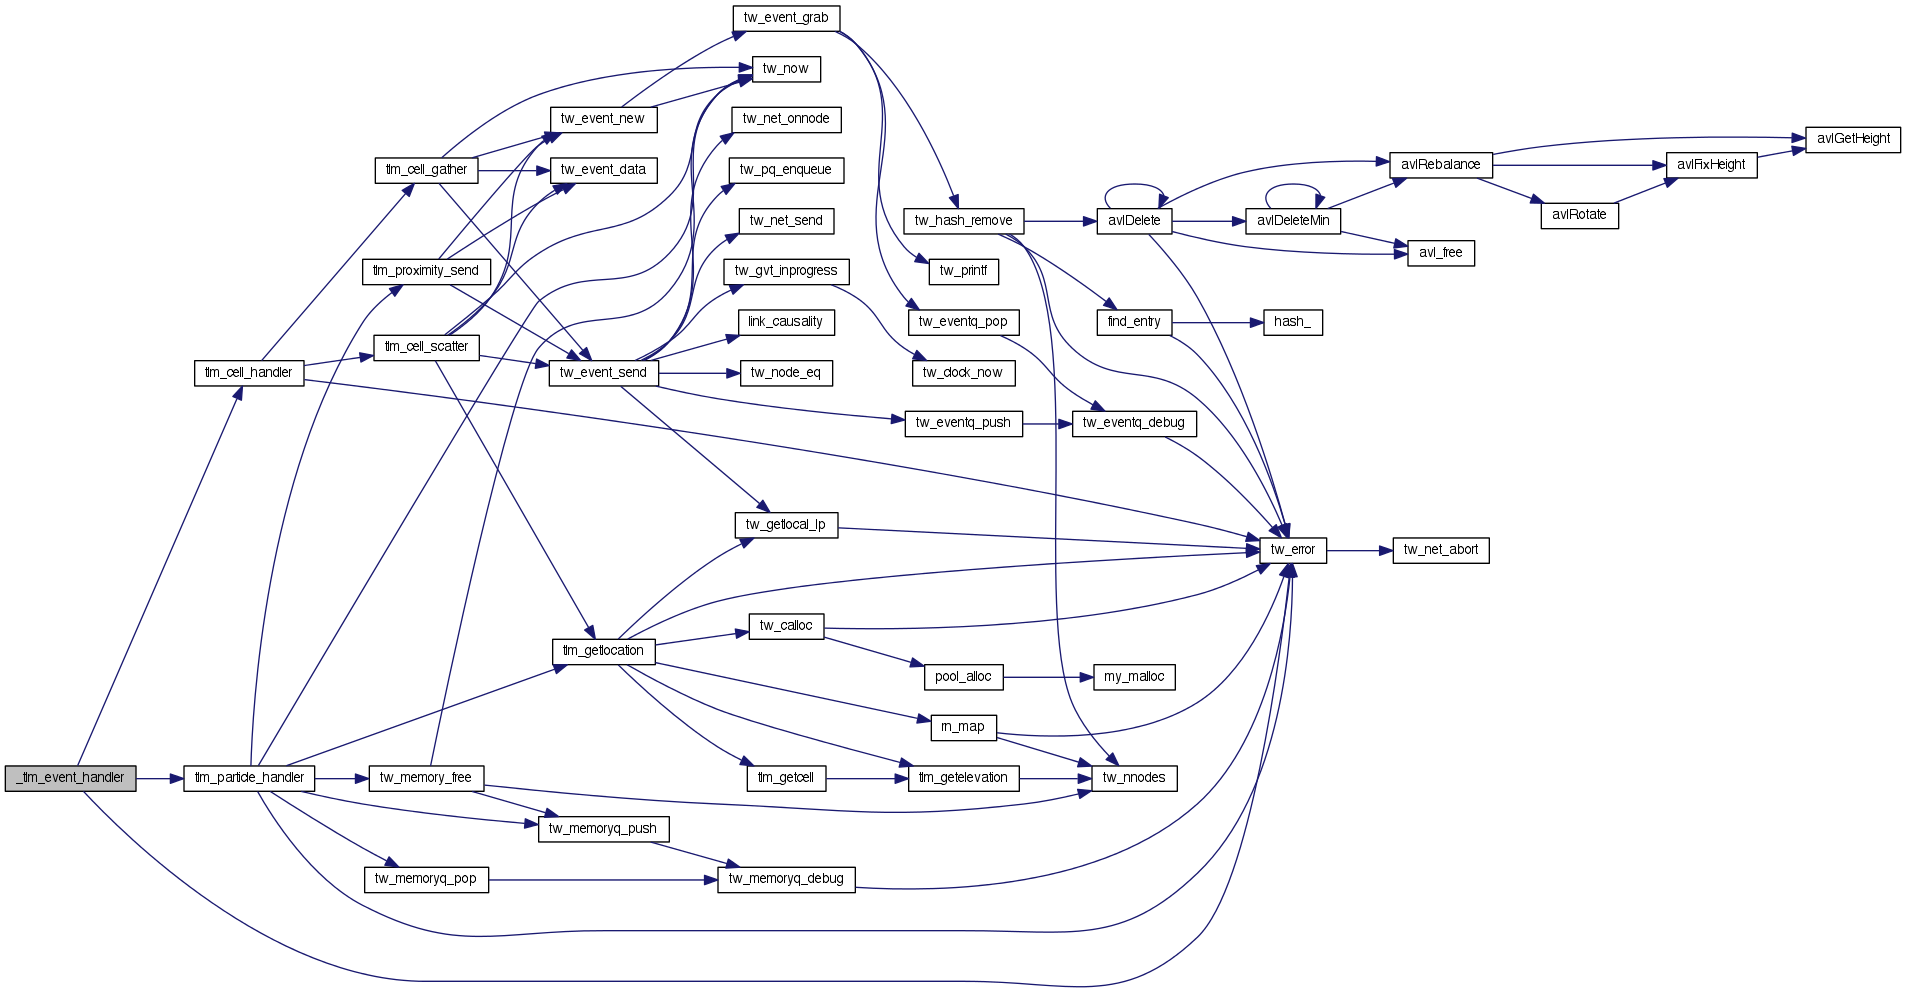 tw_event_grab
tw_now
tw_event_new
tw_net_onnode
avlGetHeight
tlm_cell_gather
tw_event_data
tw_pq_enqueue
avlRebalance
avlFixHeight
tw_net_send
tw_hash_remove
avlDelete
avlDeleteMin
avlRotate
tlm_proximity_send
tw_gvt_inprogress
tw_printf
avl_free
link_causality
tw_eventq_pop
find_entry
hash_
tlm_cell_scatter
tlm_cell_handler
tw_event_send
tw_node_eq
tw_clock_now
tw_eventq_push
tw_eventq_debug
tw_getlocal_lp
tw_error
tw_net_abort
tw_calloc
tlm_getlocation
pool_alloc
my_malloc
rn_map
_tlm_event_handler
tlm_particle_handler
tw_memory_free
tlm_getcell
tlm_getelevation
tw_nnodes
tw_memoryq_push
tw_memoryq_pop
tw_memoryq_debug